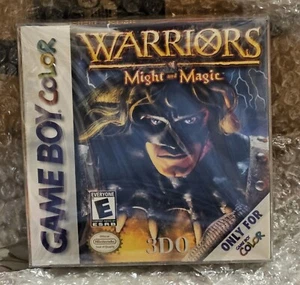 GAME BOY COLOR
WARRIORS
of
Might and Magic
EVERYONE
E
ESRB
Nintendo
3DO
ONLY FOR
GAME BOY
COLOR